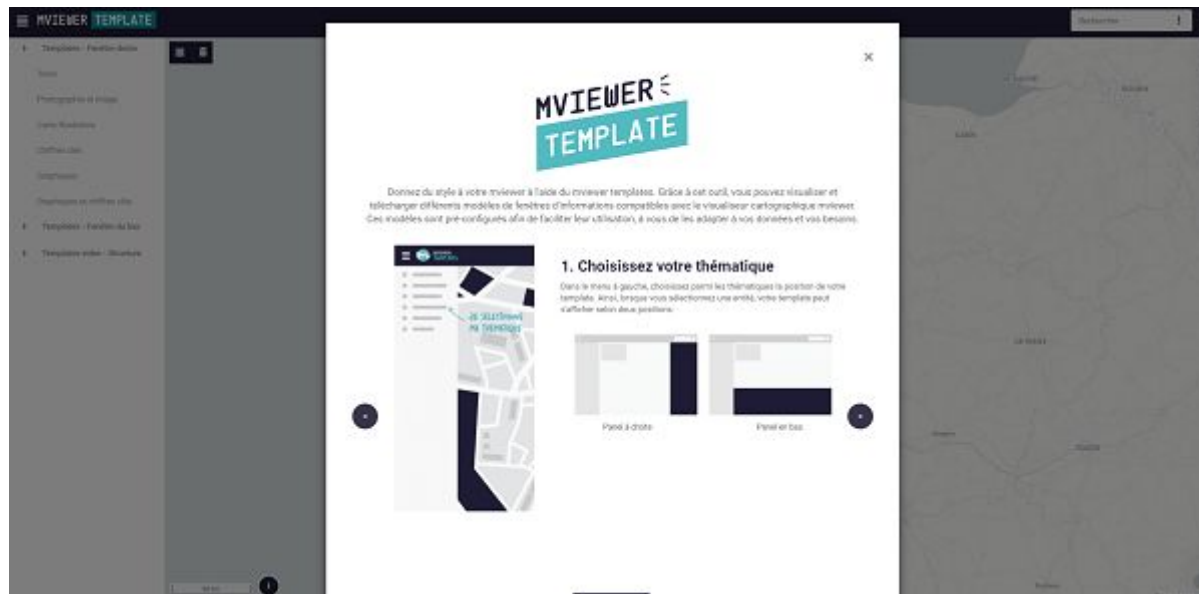 MVIEWER TEMPLATE
Rechercher
Templates - Fenêtre droite
Texte
Photographie et image
Carte illustrative
Chiffres clés
Graphiques
Graphiques et chiffres clés
Templates - Fenêtre du bas
Templates video - Structure
MVIEWER
TEMPLATE
Donnez du style à votre mviewer à l'aide du mviewer templates. Grâce à cet outil, vous pouvez visualiser et
télécharger différents modèles de fenêtres d'informations compatibles avec le visualiseur cartographique mviewer.
Ces modèles sont pré-configurés afin de faciliter leur utilisation, à vous de les adapter à vos données et vos besoins.
JE SÉLECTIONNE
MA THÉMATIQUE
1. Choisissez votre thématique
Dans le menu à gauche, choisissez parmi les thématiques la position de votre
template. Ainsi, lorsque vous sélectionnez une entité, votre template peut
s'afficher selon deux positions:
Panel à droite
Panel en bas